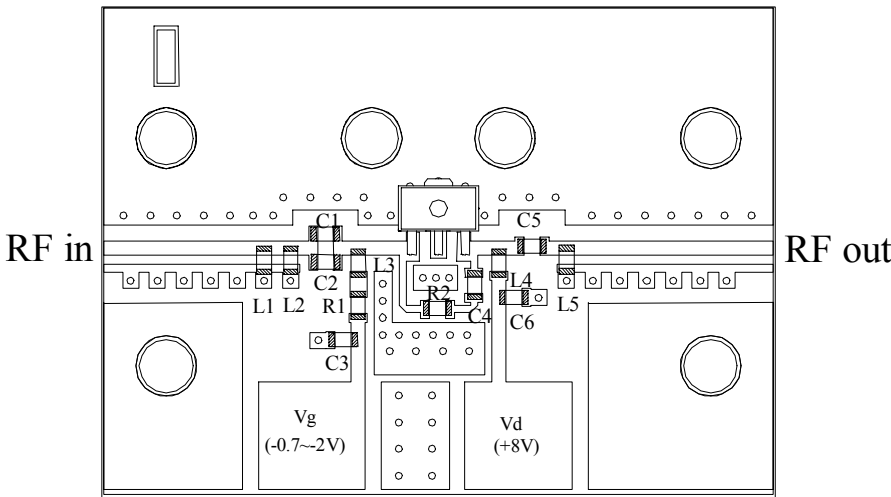 C1
C5
RF in
RF out
C2
L3
L4
L1
L2
R1
R2
C4
C6
L5
C3
Vg
(-0.7~-2V)
Vd
(+8V)